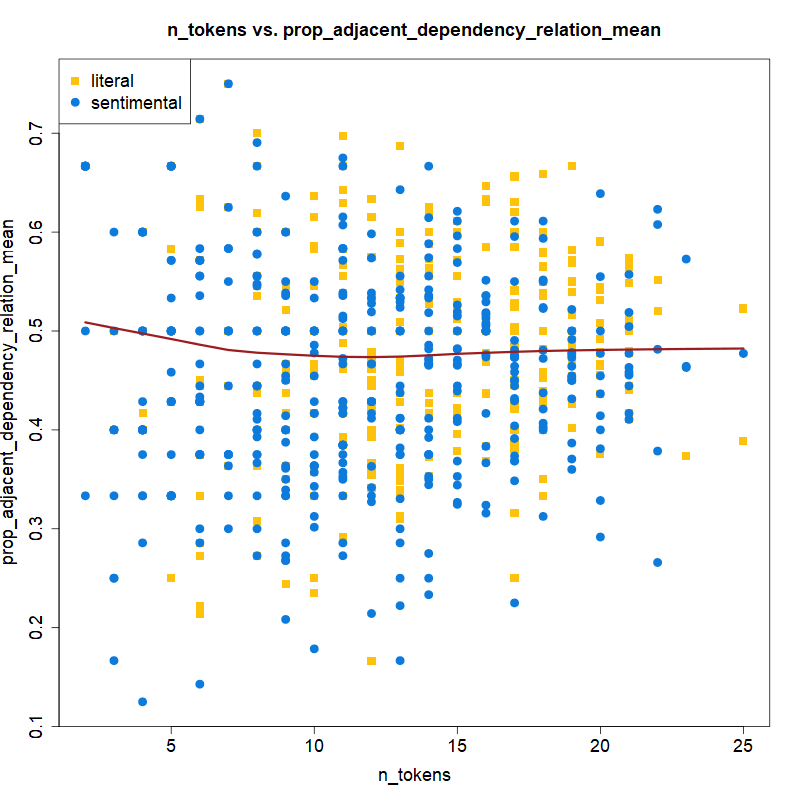 n_tokens vs. prop_adjacent_dependency_relation_mean
literal
sentimental
prop_adjacent_dependency_relation_mean
0.7
0.6
0.5
0.4
0.3
0.2
0.1
5 10 15 20 25
n_tokens